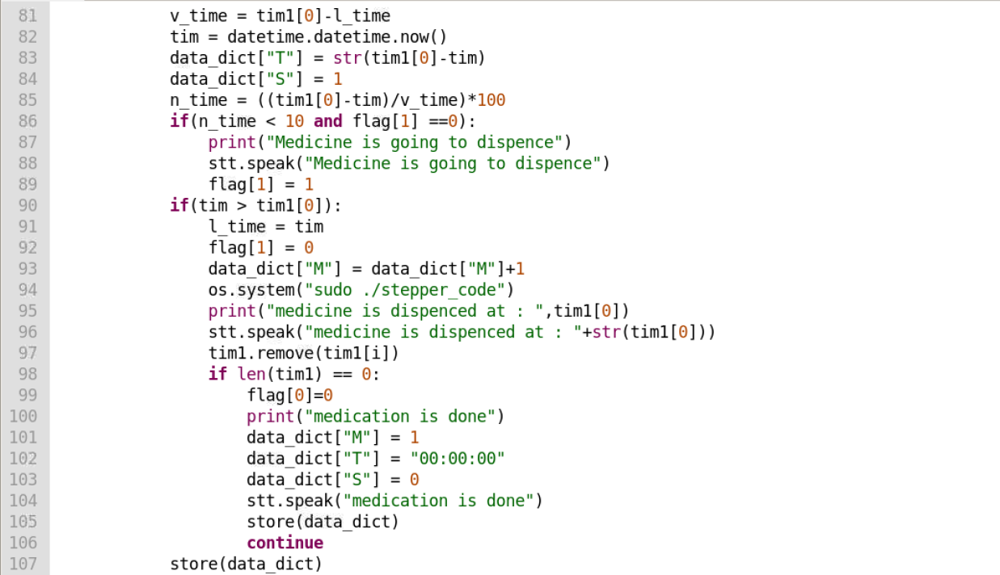 81 v_time = tim1[0]-l_time
82 tim = datetime.datetime.now()
83 data_dict["T"] = str(tim1[0]-tim)
84 data_dict["S"] = 1
85 n_time = ((tim1[0]-tim)/v_time)*100
86 if(n_time < 10 and flag[1] ==0):
87 print("Medicine is going to dispence")
88 stt.speak("Medicine is going to dispence")
89 flag[1] = 1
90 if(tim > tim1[0]):
91 l_time = tim
92 flag[1] = 0
93 data_dict["M"] = data_dict["M"]+1
94 os.system("sudo ./stepper_code")
95 print("medicine is dispenced at : ",tim1[0])
96 stt.speak("medicine is dispenced at : "+str(tim1[0]))
97 tim1.remove(tim1[i])
98 if len(tim1) == 0:
99 flag[0]=0
100 print("medication is done")
101 data_dict["M"] = 1
102 data_dict["T"] = "00:00:00"
103 data_dict["S"] = 0
104 stt.speak("medication is done")
105 store(data_dict)
106 continue
107 store(data_dict)